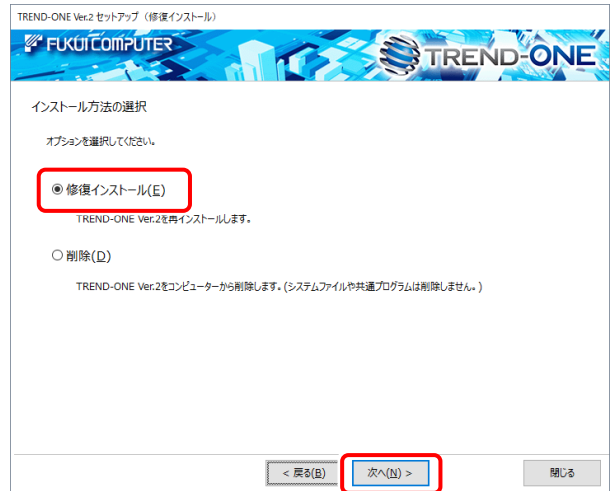 TREND-ONE Ver.2 セットアップ（修復インストール）
FUKUI COMPUTER
TREND-ONE
インストール方法の選択
オプションを選択してください。
修復インストール(E)
TREND-ONE Ver.2を再インストールします。
削除(D)
TREND-ONE Ver.2をコンピューターから削除します。(システムファイルや共通プログラムは削除しません。)
< 戻る(B) 次へ(N) > 閉じる